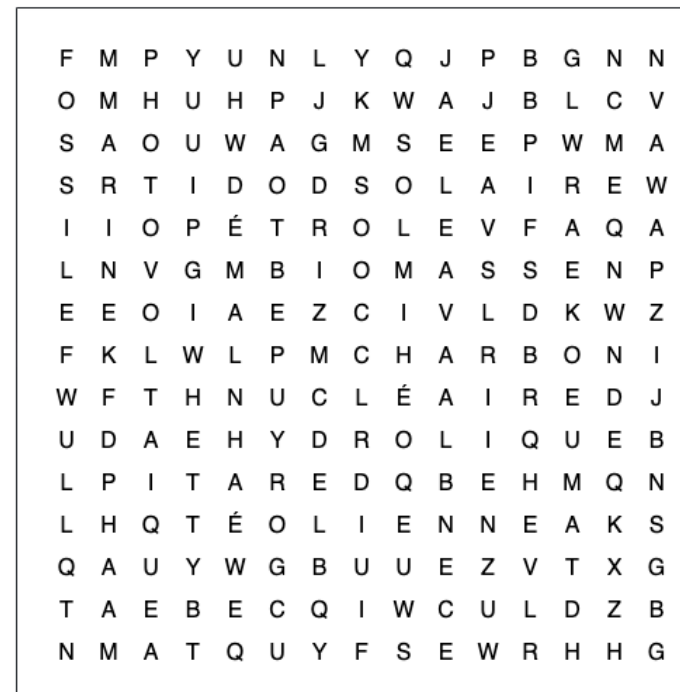 F M P Y U N L Y Q J P B G N N
O M H U H P J K W A J B L C V
S A O U W A G M S E E P W M A
S R T I D O D S O L A I R E W
I I O P É T R O L E V F A Q A
L N V G M B I O M A S S E N P
E E O I A E Z C I V L D K W Z
F K L W L P M C H A R B O N I
W F T H N U C L É A I R E D J
U D A E H Y D R O L I Q U E B
L P I T A R E D Q B E H M Q N
L H Q T É O L I E N N E A K S
Q A U Y W G B U U E Z V T X G
T A E B E C Q I W C U L D Z B
N M A T Q U Y F S E W R H H G